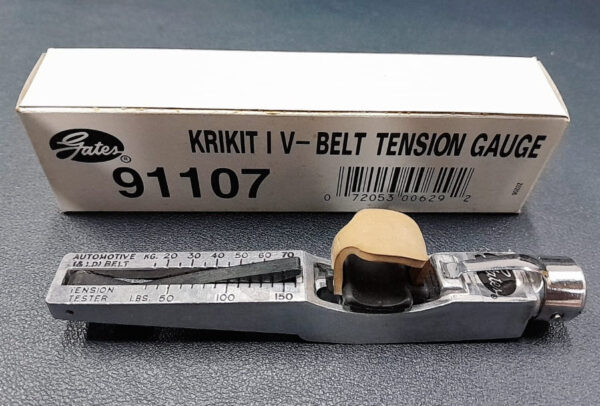 Gates®
KRIKIT I V-BELT TENSION GAUGE
91107
0 72053 00629 2
AUTOMOTIVE KG. 20 30 40 50 60 70
BELT
TENSION
TESTER LBS. 50 100 150
Gates